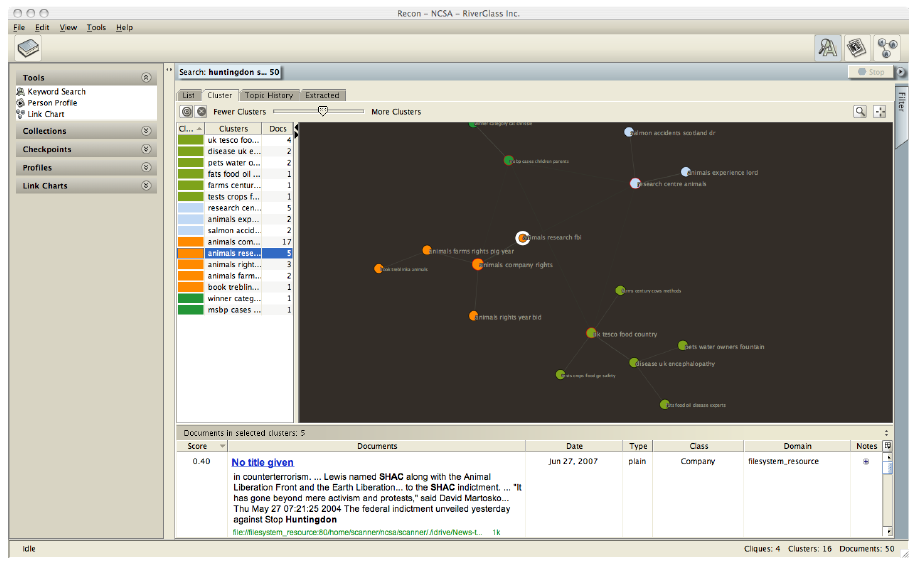 Recon – NCSA – RiverGlass Inc.
File Edit View Tools Help
Search: huntingdon s... 50
Stop
Tools
Keyword Search
Person Profile
Link Chart
Collections
Checkpoints
Profiles
Link Charts
Filter
List Cluster Topic History Extracted
Fewer Clusters More Clusters
Cl... Clusters Docs
uk tesco foo... 4
disease uk e... 2
pets water o... 2
fats food oil ... 1
farms centur... 1
tests crops f... 1
research cen... 5
animals exp... 2
salmon accid... 2
animals com... 17
animals rese... 5
animals right... 3
animals farm... 2
book treblin... 1
winner categ... 1
msbp cases ... 1
salmon accidents scotland dr
msbp cases children parents
animals experience lord
research centre animals
animals research fbi
animals farms rights pig year
animals company rights
animals rights year bid
uk tesco food country
pets water owners fountain
disease uk encephalopathy
fats food oil disease experts
Documents in selected clusters: 5
Score Documents Date Type Class Domain Notes
0.40 No title given Jun 27, 2007 plain Company filesystem_resource
in counterterrorism. ... Lewis named SHAC along with the Animal
Liberation Front and the Earth Liberation... to the SHAC indictment. ... "It
has gone beyond mere activism and protests," said David Martosko...
Thu May 27 07:21:25 2004 The federal indictment unveiled yesterday
against Stop Huntingdon
file://filesystem_resource:80/home/scanner/ncsa/scanner/./idrive/News-t... 1k
Idle
Cliques: 4 Clusters: 16 Documents: 50